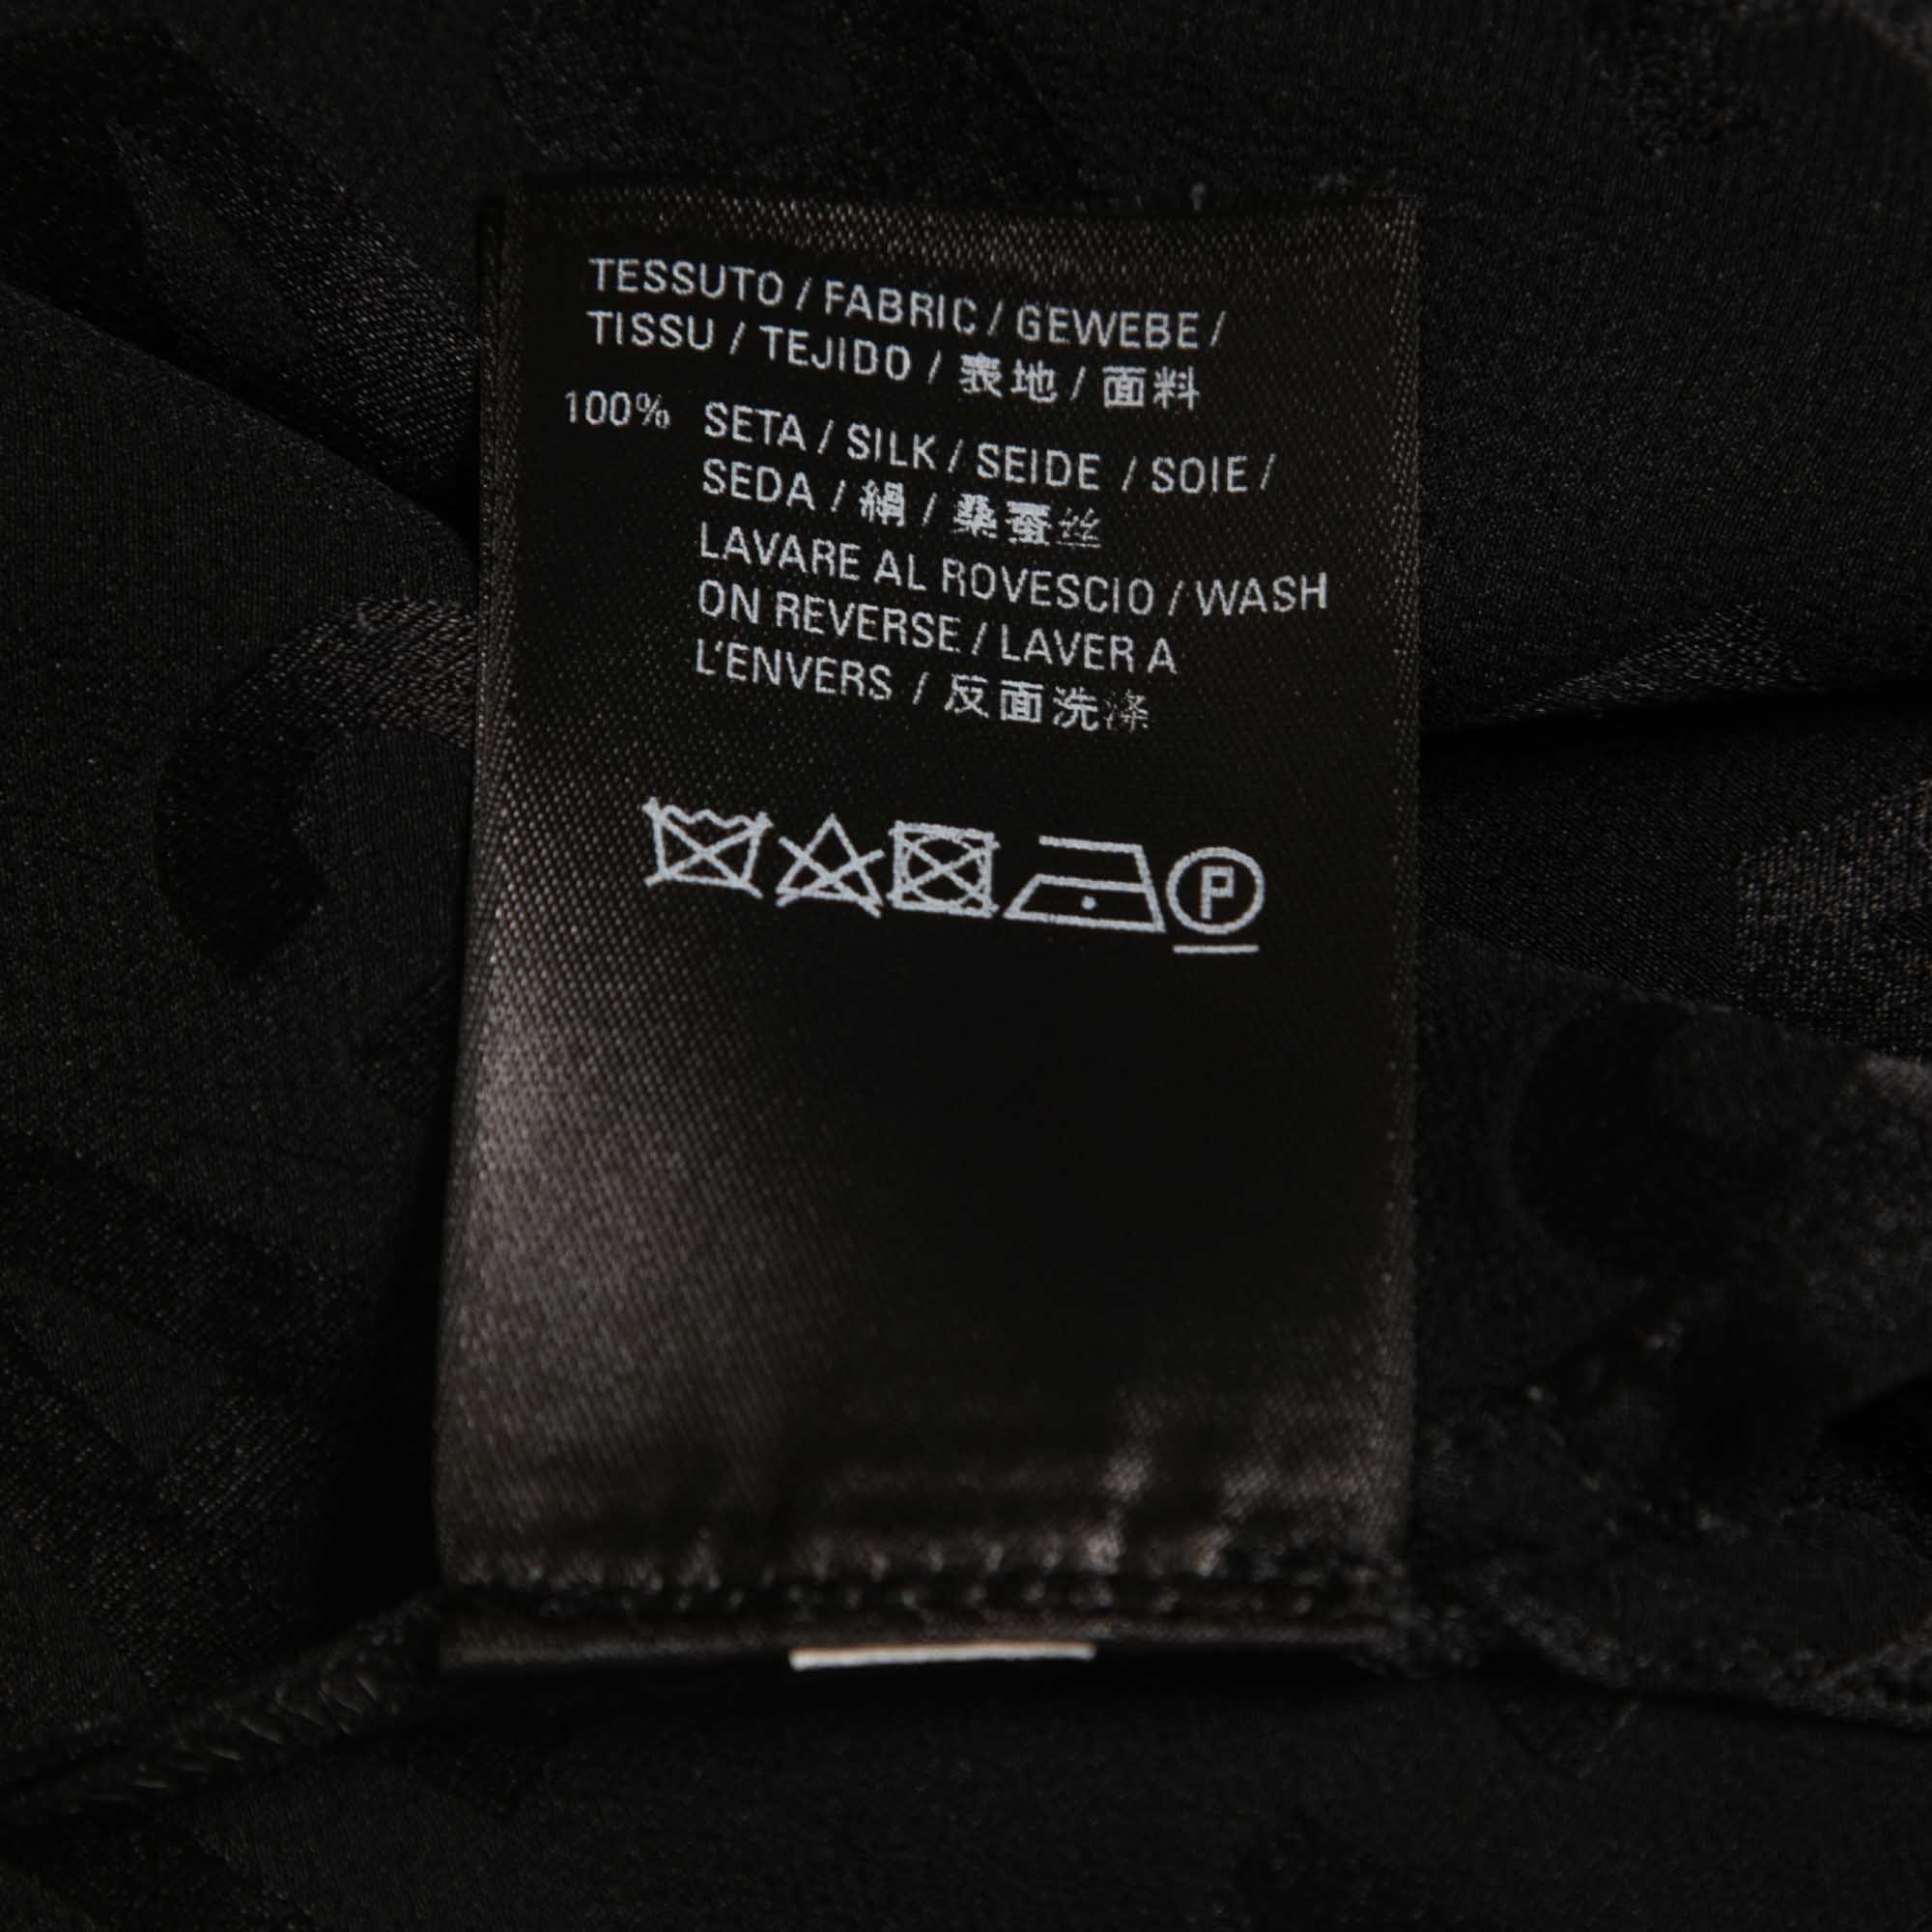 TESSUTO / FABRIC / GEWEBE /
TISSU / TEJIDO / 表地 / 面料
100% SETA / SILK / SEIDE / SOIE /
SEDA / 絹 / 桑蚕丝
LAVARE AL ROVESCIO / WASH
ON REVERSE / LAVER A
L'ENVERS / 反面洗涤
P